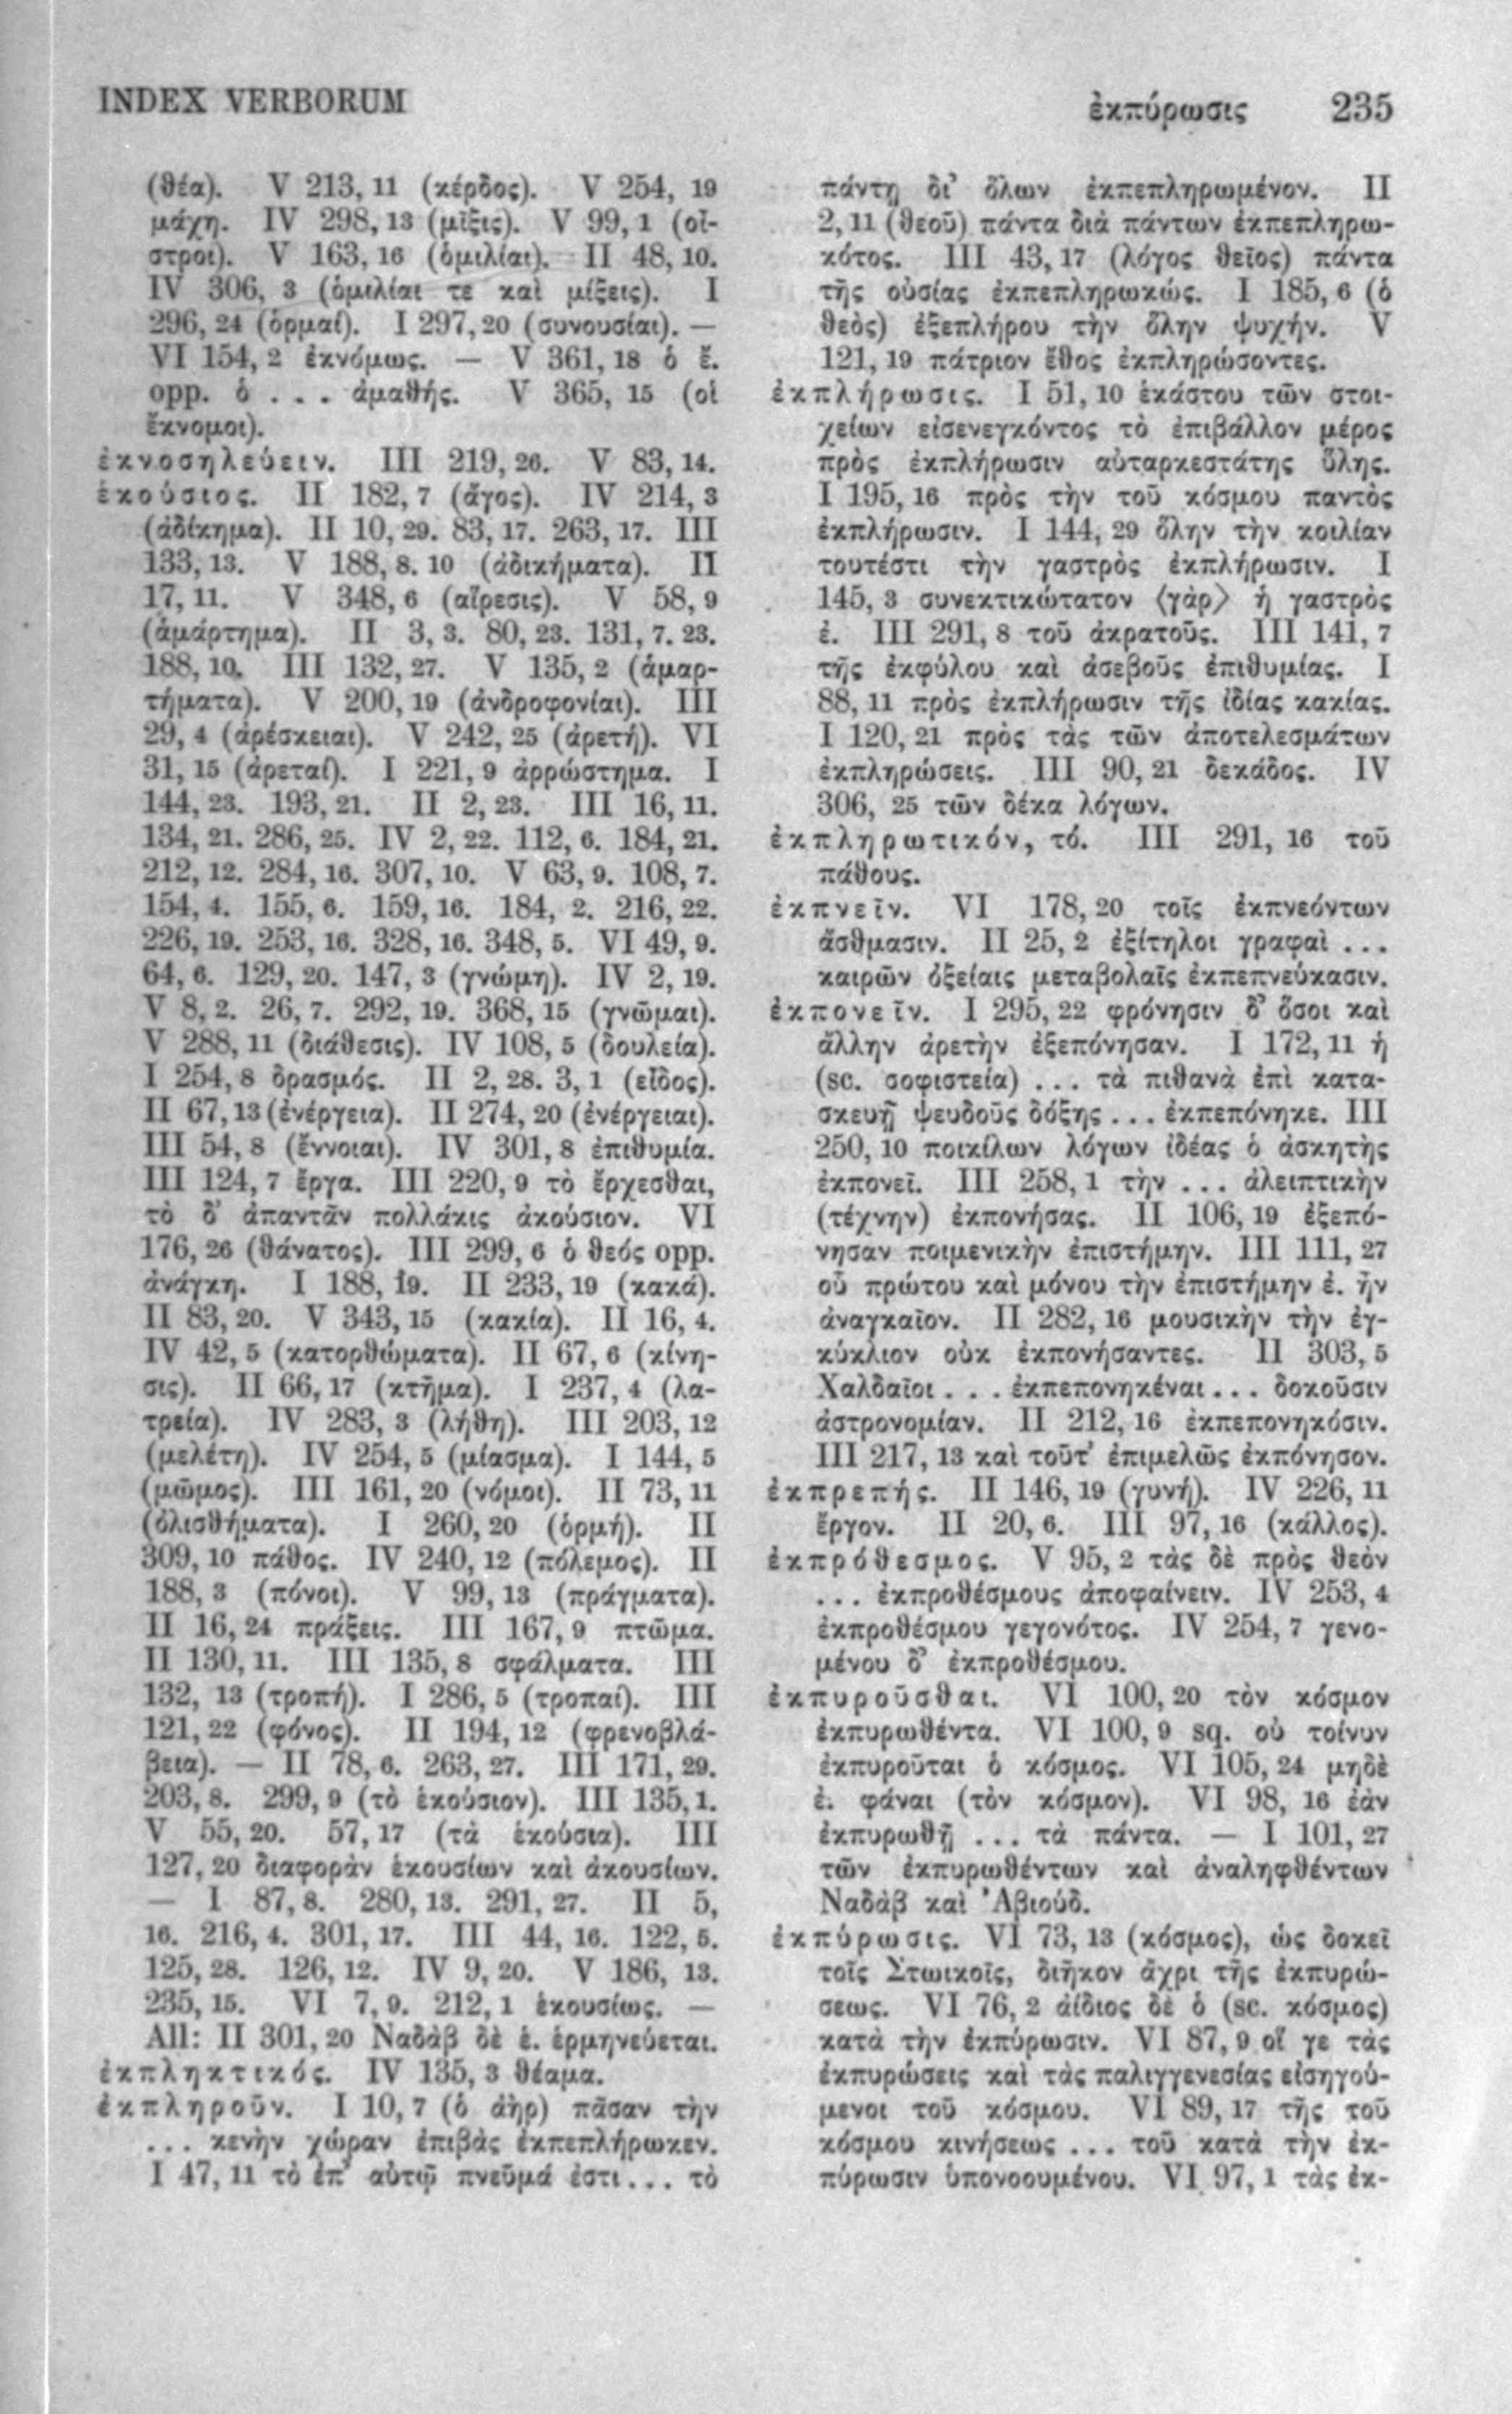 INDEX VERBORUM
ἐκπύρωσις 235
(θέα). V 213, 11 (κέρδος). V 254, 19
μάχη. IV 298, 13 (μῖξις). V 99, 1 (οἶ-
στροι). V 163, 16 (ὁμιλίαι). II 48, 10.
IV 306, 3 (ὁμιλίαι τε καὶ μίξεις). I
296, 24 (ὁρμαί). I 297, 20 (συνουσίαι). —
VI 154, 2 ἐκνόμως. — V 361, 18 ὁ ἔ.
opp. ὁ . . . ἀμαθής. V 365, 15 (οἱ
ἔκνομοι).
ἐκνοσηλεύειν. III 219, 26. V 83, 14.
ἑκούσιος. II 182, 7 (ἄγος). IV 214, 3
(ἀδίκημα). II 10, 29. 83, 17. 263, 17. III
133, 13. V 188, 8. 10 (ἀδικήματα). II
17, 11. V 348, 6 (αἵρεσις). V 58, 9
(ἁμάρτημα). II 3, 3. 80, 23. 131, 7. 23.
188, 10. III 132, 27. V 135, 2 (ἁμαρ-
τήματα). V 200, 19 (ἀνδροφονίαι). III
29, 4 (ἀρέσκειαι). V 242, 25 (ἀρετή). VI
31, 15 (ἀρεταί). I 221, 9 ἀρρώστημα. I
144, 23. 193, 21. II 2, 23. III 16, 11.
134, 21. 286, 25. IV 2, 22. 112, 6. 184, 21.
212, 12. 284, 16. 307, 10. V 63, 9. 108, 7.
154, 4. 155, 6. 159, 16. 184, 2. 216, 22.
226, 19. 253, 16. 328, 16. 348, 5. VI 49, 9.
64, 6. 129, 20. 147, 3 (γνώμη). IV 2, 19.
V 8, 2. 26, 7. 292, 19. 368, 15 (γνῶμαι).
V 288, 11 (διάθεσις). IV 108, 5 (δουλεία).
I 254, 8 δρασμός. II 2, 28. 3, 1 (εἶδος).
II 67, 13 (ἐνέργεια). II 274, 20 (ἐνέργειαι).
III 54, 8 (ἔννοιαι). IV 301, 8 ἐπιθυμία.
III 124, 7 ἔργα. III 220, 9 τὸ ἔρχεσθαι,
τὸ δ' ἀπαντᾶν πολλάκις ἀκούσιον. VI
176, 26 (θάνατος). III 299, 6 ὁ θεός opp.
ἀνάγκη. I 188, 19. II 233, 19 (κακά).
II 83, 20. V 343, 15 (κακία). II 16, 4.
IV 42, 5 (κατορθώματα). II 67, 6 (κίνη-
σις). II 66, 17 (κτῆμα). I 237, 4 (λα-
τρεία). IV 283, 3 (λήθη). III 203, 12
(μελέτη). IV 254, 5 (μίασμα). I 144, 5
(μῶμος). III 161, 20 (νόμοι). II 73, 11
(ὀλισθήματα). I 260, 20 (ὁρμή). II
309, 10 πάθος. IV 240, 12 (πόλεμος). II
188, 3 (πόνοι). V 99, 13 (πράγματα).
II 16, 24 πράξεις. III 167, 9 πτῶμα.
II 130, 11. III 135, 8 σφάλματα. III
132, 13 (τροπή). I 286, 5 (τροπαί). III
121, 22 (φόνος). II 194, 12 (φρενοβλά-
βεια). — II 78, 6. 263, 27. III 171, 29.
203, 8. 299, 9 (τὸ ἑκούσιον). III 135, 1.
V 55, 20. 57, 17 (τὰ ἑκούσια). III
127, 20 διαφορὰν ἑκουσίων καὶ ἀκουσίων.
— I 87, 8. 280, 13. 291, 27. II 5,
16. 216, 4. 301, 17. III 44, 16. 122, 5.
125, 28. 126, 12. IV 9, 20. V 186, 13.
235, 15. VI 7, 9. 212, 1 ἑκουσίως. —
All: II 301, 20 Ναδὰβ δὲ ἑ. ἑρμηνεύεται.
ἐκπληκτικός. IV 135, 3 θέαμα.
ἐκπληροῦν. I 10, 7 (ὁ ἀὴρ) πᾶσαν τὴν
... κενὴν χώραν ἐπιβὰς ἐκπεπλήρωκεν.
I 47, 11 τὸ ἐπ' αὐτῷ πνεῦμά ἐστι... τὸ
πάντῃ δι' ὅλων ἐκπεπληρωμένον. II
2, 11 (θεοῦ) πάντα διὰ πάντων ἐκπεπληρω-
κότος. III 43, 17 (λόγος θεῖος) πάντα
τῆς οὐσίας ἐκπεπληρωκώς. I 185, 6 (ὁ
θεὸς) ἐξεπλήρου τὴν ὅλην ψυχήν. V
121, 19 πάτριον ἔθος ἐκπληρώσοντες.
ἐκπλήρωσις. I 51, 10 ἑκάστου τῶν στοι-
χείων εἰσενεγκόντος τὸ ἐπιβάλλον μέρος
πρὸς ἐκπλήρωσιν αὐταρκεστάτης ὕλης.
I 195, 16 πρὸς τὴν τοῦ κόσμου παντὸς
ἐκπλήρωσιν. I 144, 29 ὅλην τὴν κοιλίαν
τουτέστι τὴν γαστρὸς ἐκπλήρωσιν. I
145, 3 συνεκτικώτατον ⟨γὰρ⟩ ἡ γαστρὸς
ἐ. III 291, 8 τοῦ ἀκρατοῦς. III 141, 7
τῆς ἐκφύλου καὶ ἀσεβοῦς ἐπιθυμίας. I
88, 11 πρὸς ἐκπλήρωσιν τῆς ἰδίας κακίας.
I 120, 21 πρὸς τὰς τῶν ἀποτελεσμάτων
ἐκπληρώσεις. III 90, 21 δεκάδος. IV
306, 25 τῶν δέκα λόγων.
ἐκπληρωτικόν, τό. III 291, 16 τοῦ
πάθους.
ἐκπνεῖν. VI 178, 20 τοῖς ἐκπνεόντων
ἄσθμασιν. II 25, 2 ἐξίτηλοι γραφαὶ ...
καιρῶν ὀξείαις μεταβολαῖς ἐκπεπνεύκασιν.
ἐκπονεῖν. I 295, 22 φρόνησιν δ' ὅσοι καὶ
ἄλλην ἀρετὴν ἐξεπόνησαν. I 172, 11 ἡ
(sc. σοφιστεία) ... τὰ πιθανὰ ἐπὶ κατα-
σκευῇ ψευδοῦς δόξης ... ἐκπεπόνηκε. III
250, 10 ποικίλων λόγων ἰδέας ὁ ἀσκητὴς
ἐκπονεῖ. III 258, 1 τὴν ... ἀλειπτικὴν
(τέχνην) ἐκπονήσας. II 106, 19 ἐξεπό-
νησαν ποιμενικὴν ἐπιστήμην. III 111, 27
οὗ πρώτου καὶ μόνου τὴν ἐπιστήμην ἐ. ἦν
ἀναγκαῖον. II 282, 16 μουσικὴν τὴν ἐγ-
κύκλιον οὐκ ἐκπονήσαντες. II 303, 5
Χαλδαῖοι . . . ἐκπεπονηκέναι ... δοκοῦσιν
ἀστρονομίαν. II 212, 16 ἐκπεπονηκόσιν.
III 217, 13 καὶ τοῦτ' ἐπιμελῶς ἐκπόνησον.
ἐκπρεπής. II 146, 19 (γυνή). IV 226, 11
ἔργον. II 20, 6. III 97, 16 (κάλλος).
ἐκπρόθεσμος. V 95, 2 τὰς δὲ πρὸς θεὸν
... ἐκπροθέσμους ἀποφαίνειν. IV 253, 4
ἐκπροθέσμου γεγονότος. IV 254, 7 γενο-
μένου δ' ἐκπροθέσμου.
ἐκπυροῦσθαι. VI 100, 20 τὸν κόσμον
ἐκπυρωθέντα. VI 100, 9 sq. οὐ τοίνυν
ἐκπυροῦται ὁ κόσμος. VI 105, 24 μηδὲ
ἐ. φάναι (τὸν κόσμον). VI 98, 16 ἐὰν
ἐκπυρωθῇ ... τὰ πάντα. — I 101, 27
τῶν ἐκπυρωθέντων καὶ ἀναληφθέντων
Ναδὰβ καὶ Ἀβιούδ.
ἐκπύρωσις. VI 73, 13 (κόσμος), ὡς δοκεῖ
τοῖς Στωικοῖς, διῆκον ἄχρι τῆς ἐκπυρώ-
σεως. VI 76, 2 ἀίδιος δὲ ὁ (sc. κόσμος)
κατὰ τὴν ἐκπύρωσιν. VI 87, 9 οἵ γε τὰς
ἐκπυρώσεις καὶ τὰς παλιγγενεσίας εἰσηγού-
μενοι τοῦ κόσμου. VI 89, 17 τῆς τοῦ
κόσμου κινήσεως ... τοῦ κατὰ τὴν ἐκ-
πύρωσιν ὑπονοουμένου. VI 97, 1 τὰς ἐκ-